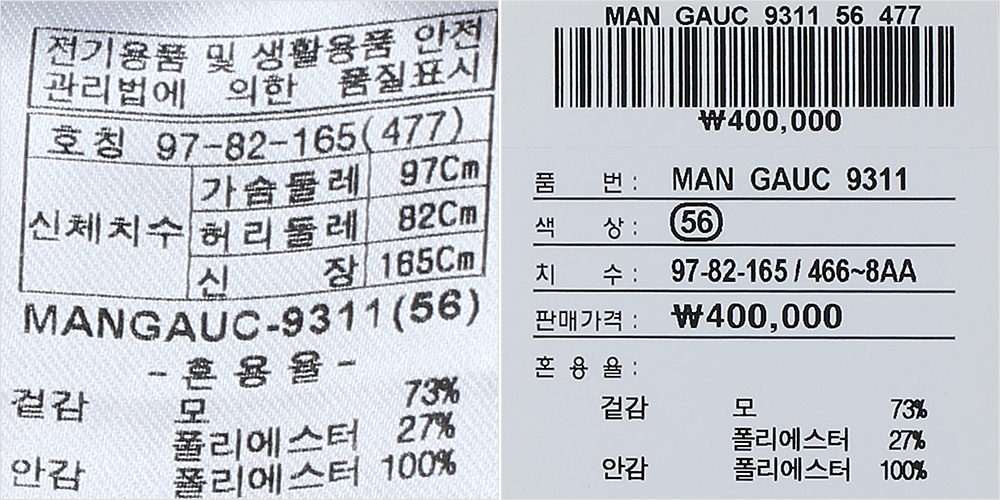 전기용품 및 생활용품 안전
관리법에 의한 품질표시
호칭 97-82-165(477)
신체치수
가슴둘레 97Cm
허리둘레 82Cm
신 장 165Cm
MANGAUC-9311(56)
- 혼 용 율 -
겉감 모 73%
폴리에스터 27%
안감 폴리에스터 100%
MAN GAUC 9311 56 477
₩400,000
품 번 : MAN GAUC 9311
색 상 : 56
치 수 : 97-82-165 / 466~8AA
판매가격 : ₩400,000
혼 용 율 :
겉감 모 73%
폴리에스터 27%
안감 폴리에스터 100%